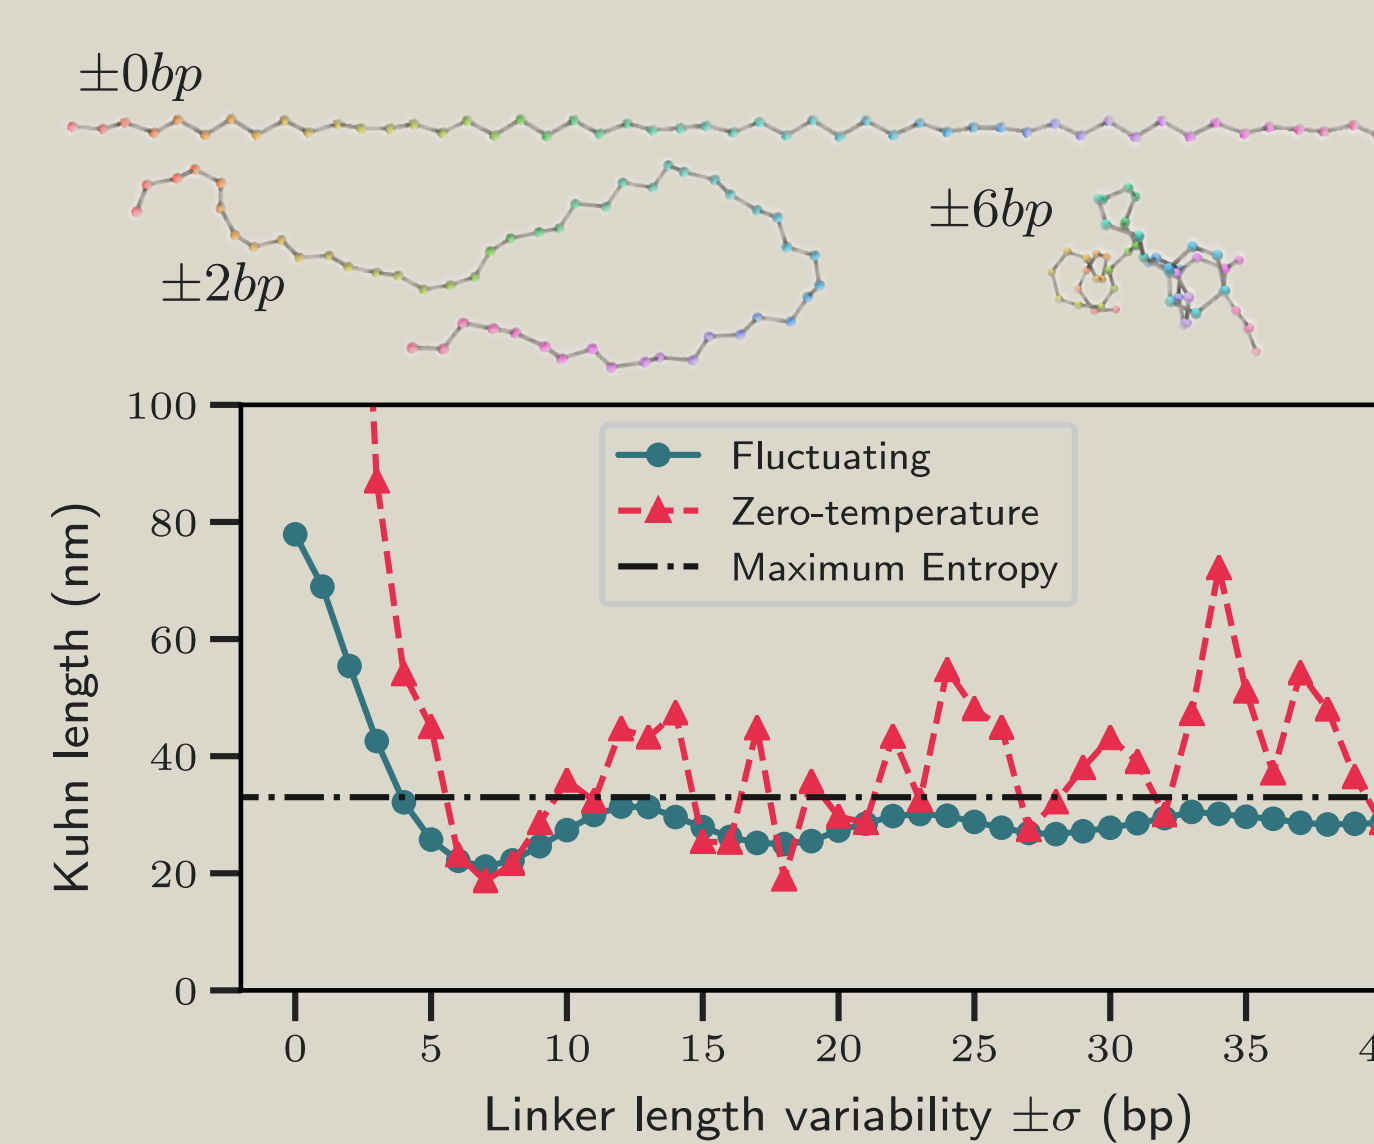 ±0bp
±2bp
±6bp
100
80
60
40
20
0
Kuhn length (nm)
Fluctuating
Zero-temperature
Maximum Entropy
0 5 10 15 20 25 30 35 4
Linker length variability ±σ (bp)